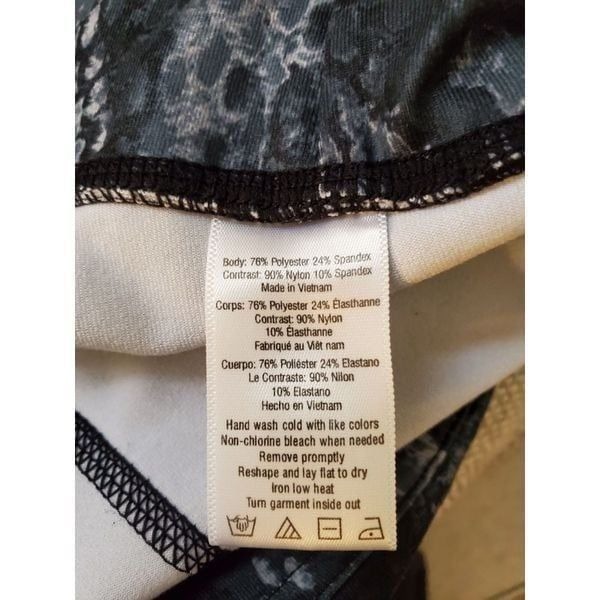 Body: 76% Polyester 24% Spandex
Contrast: 90% Nylon 10% Spandex
Made in Vietnam
Corps: 76% Polyester 24% Élasthanne
Contrast: 90% Nylon
10% Élasthanne
Fabriqué au Viêt nam
Cuerpo: 76% Poliéster 24% Elastano
Le Contraste: 90% Nilon
10% Elastano
Hecho en Vietnam
Hand wash cold with like colors
Non-chlorine bleach when needed
Remove promptly
Reshape and lay flat to dry
Iron low heat
Turn garment inside out